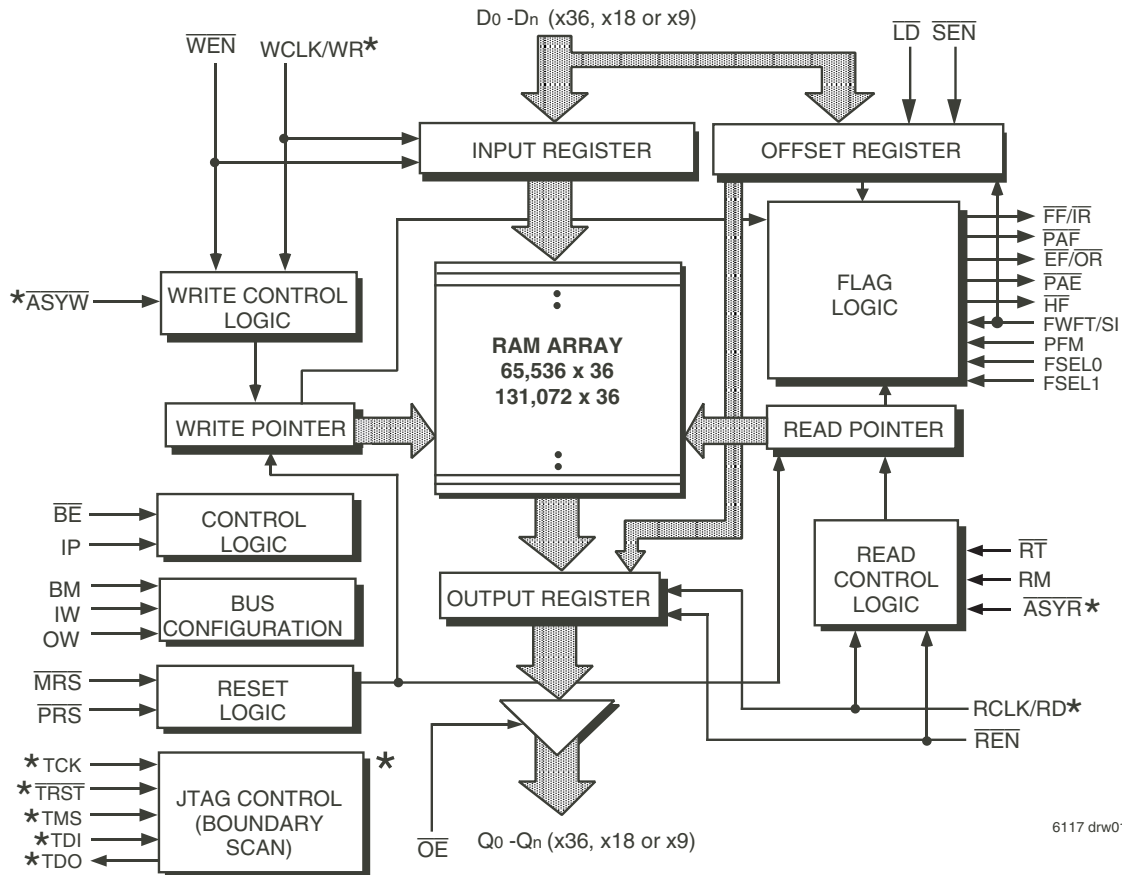 D0 -Dn (x36, x18 or x9)
WEN
WCLK/WR*
LD
SEN
INPUT REGISTER
OFFSET REGISTER
*ASYW
WRITE CONTROL
LOGIC
FLAG
LOGIC
FF/IR
PAF
EF/OR
PAE
HF
FWFT/SI
PFM
FSEL0
FSEL1
RAM ARRAY
65,536 x 36
131,072 x 36
WRITE POINTER
READ POINTER
BE
IP
CONTROL
LOGIC
READ
CONTROL
LOGIC
RT
RM
ASYR*
BM
IW
OW
BUS
CONFIGURATION
OUTPUT REGISTER
MRS
PRS
RESET
LOGIC
RCLK/RD*
REN
*TCK
*TRST
*TMS
*TDI
*TDO
JTAG CONTROL
(BOUNDARY
SCAN)
*
OE
Q0 -Qn (x36, x18 or x9)
6117 drw01